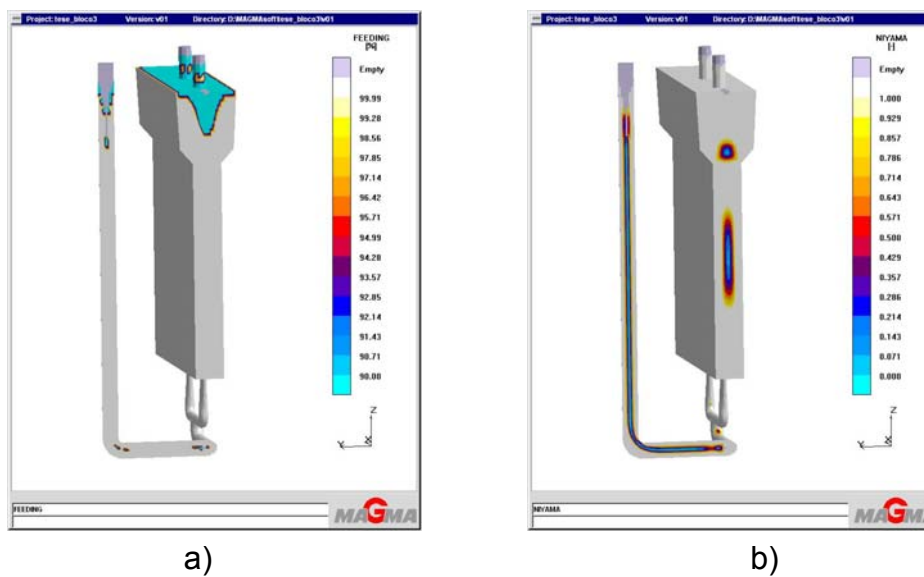 Project: tese_bloco3 Version: v01 Directory: D:\MAGMAsoft\tese_bloco3\v01
FEEDING
[%]
Empty
99.99
99.28
98.56
97.85
97.14
96.42
95.71
94.99
94.28
93.57
92.85
92.14
91.43
90.71
90.00
Z
Y
X
FEEDING
MAGMA
a)
Project: tese_bloco3 Version: v01 Directory: D:\MAGMAsoft\tese_bloco3\v01
NIYAMA
[-]
Empty
1.000
0.929
0.857
0.786
0.714
0.643
0.571
0.500
0.429
0.357
0.286
0.214
0.143
0.071
0.000
Z
Y
X
NIYAMA
MAGMA
b)